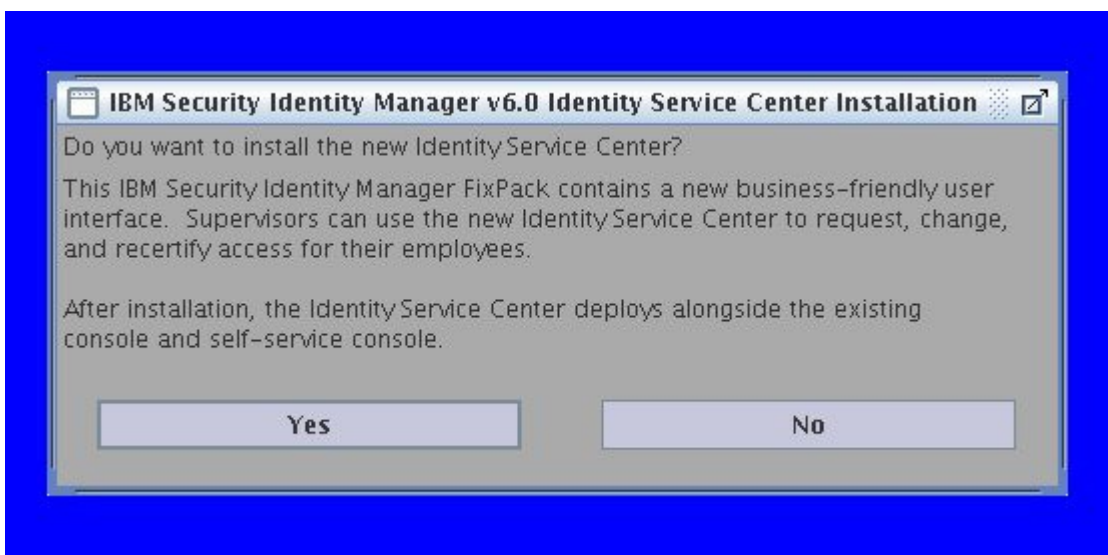 IBM Security Identity Manager v6.0 Identity Service Center Installation
Do you want to install the new Identity Service Center?
This IBM Security Identity Manager FixPack contains a new business-friendly user
interface.  Supervisors can use the new Identity Service Center to request, change,
and recertify access for their employees.
After installation, the Identity Service Center deploys alongside the existing
console and self-service console.
Yes
No